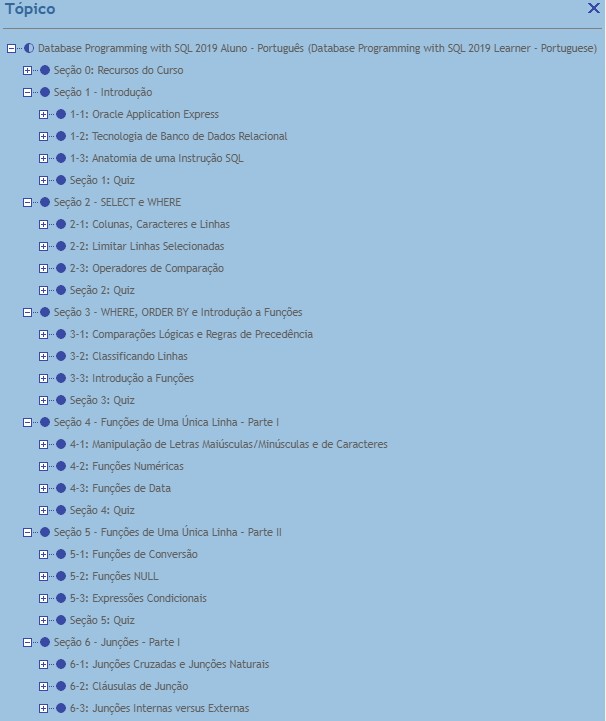 Tópico
Database Programming with SQL 2019 Aluno - Português (Database Programming with SQL 2019 Learner - Portuguese)
Seção 0: Recursos do Curso
Seção 1 - Introdução
1-1: Oracle Application Express
1-2: Tecnologia de Banco de Dados Relacional
1-3: Anatomia de uma Instrução SQL
Seção 1: Quiz
Seção 2 - SELECT e WHERE
2-1: Colunas, Caracteres e Linhas
2-2: Limitar Linhas Selecionadas
2-3: Operadores de Comparação
Seção 2: Quiz
Seção 3 - WHERE, ORDER BY e Introdução a Funções
3-1: Comparações Lógicas e Regras de Precedência
3-2: Classificando Linhas
3-3: Introdução a Funções
Seção 3: Quiz
Seção 4 - Funções de Uma Única Linha - Parte I
4-1: Manipulação de Letras Maiúsculas/Minúsculas e de Caracteres
4-2: Funções Numéricas
4-3: Funções de Data
Seção 4: Quiz
Seção 5 - Funções de Uma Única Linha - Parte II
5-1: Funções de Conversão
5-2: Funções NULL
5-3: Expressões Condicionais
Seção 5: Quiz
Seção 6 - Junções - Parte I
6-1: Junções Cruzadas e Junções Naturais
6-2: Cláusulas de Junção
6-3: Junções Internas versus Externas